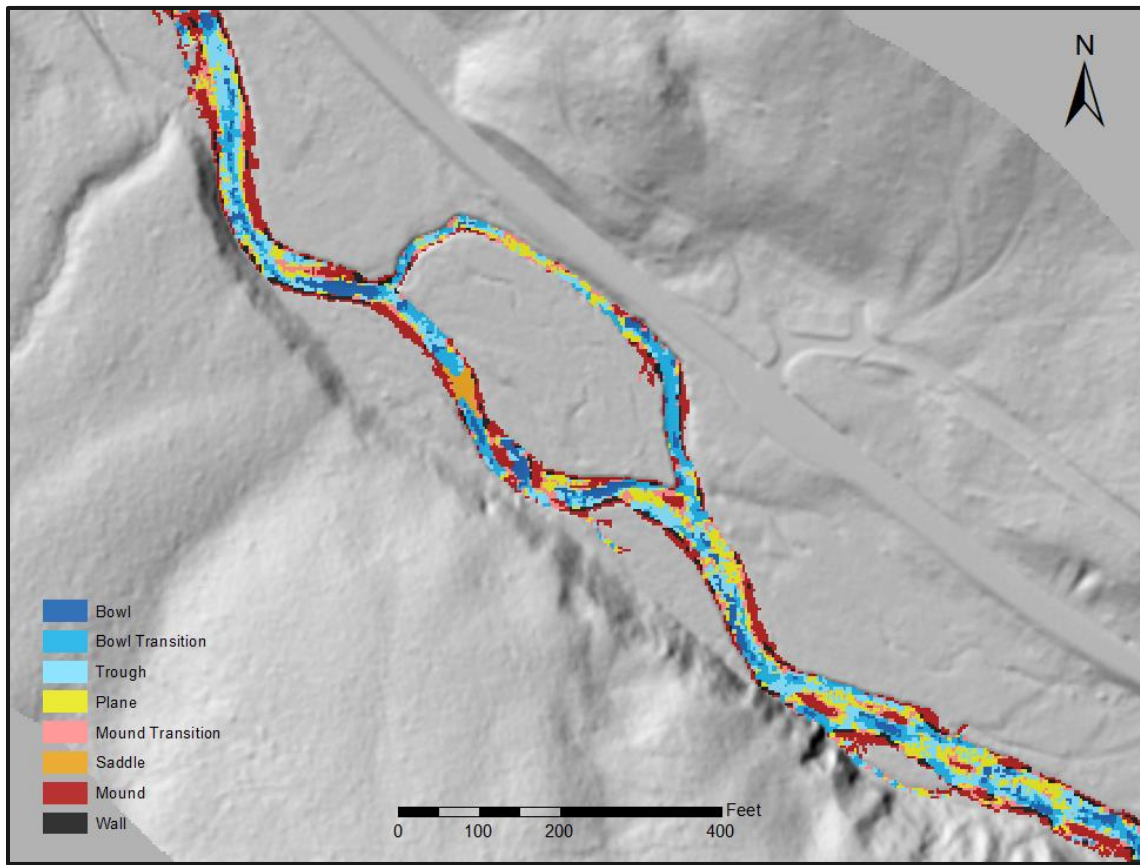 N
Bowl
Bowl Transition
Trough
Plane
Mound Transition
Saddle
Mound
Wall
Feet
0 100 200 400